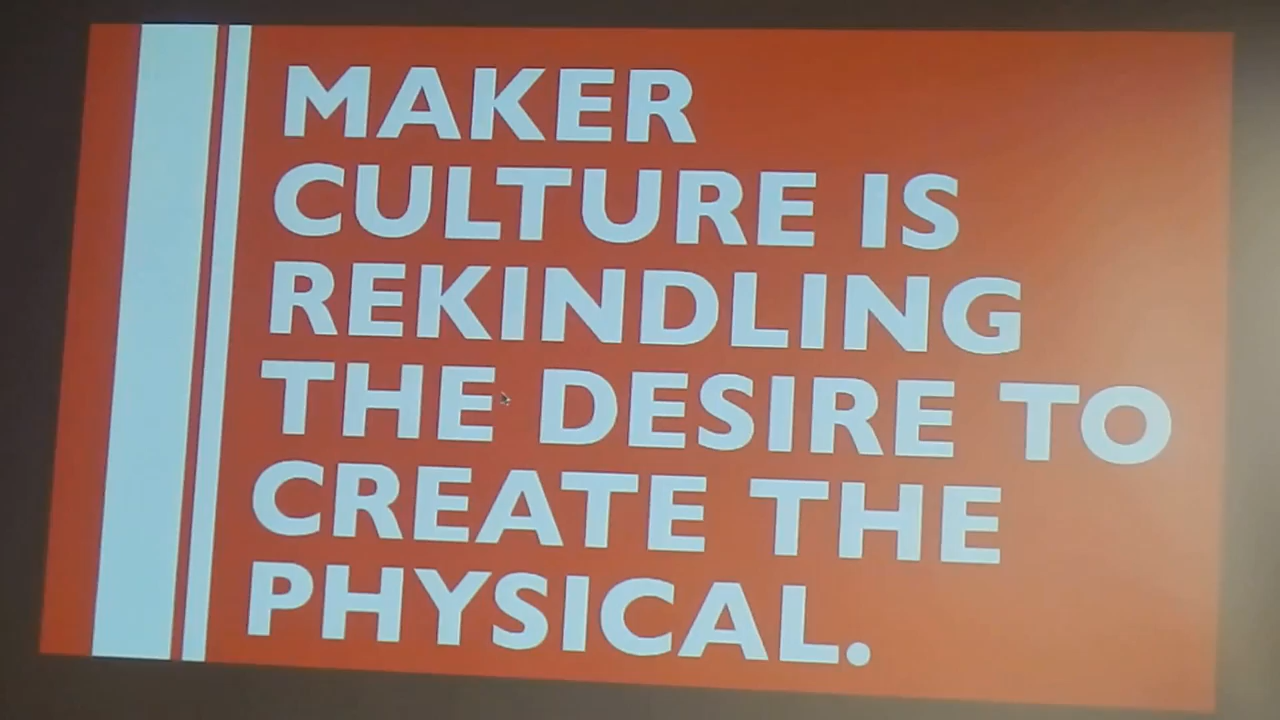 MAKER
CULTURE IS
REKINDLING
THE DESIRE TO
CREATE THE
PHYSICAL.